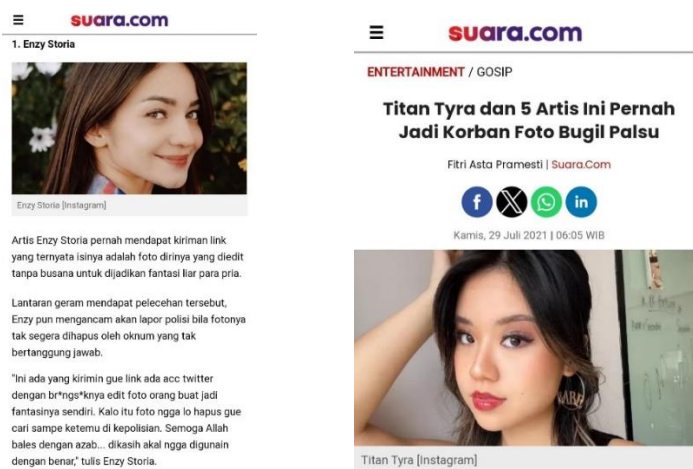 suara.com
1. Enzy Storia
Enzy Storia [Instagram]
Artis Enzy Storia pernah mendapat kiriman link
yang ternyata isinya adalah foto dirinya yang diedit
tanpa busana untuk dijadikan fantasi liar para pria.
Lantaran geram mendapat pelecehan tersebut,
Enzy pun mengancam akan lapor polisi bila fotonya
tak segera dihapus oleh oknum yang tak
bertanggung jawab.
"Ini ada yang kirimin gue link ada acc twitter
dengan br*ngs*knya edit foto orang buat jadi
fantasinya sendiri. Kalo itu foto ngga lo hapus gue
cari sampe ketemu di kepolisian. Semoga Allah
bales dengan azab... dikasih akal ngga digunain
dengan benar," tulis Enzy Storia.
suara.com
ENTERTAINMENT / GOSIP
Titan Tyra dan 5 Artis Ini Pernah
Jadi Korban Foto Bugil Palsu
Fitri Asta Pramesti | Suara.Com
Kamis, 29 Juli 2021 | 06:05 WIB
Titan Tyra [Instagram]